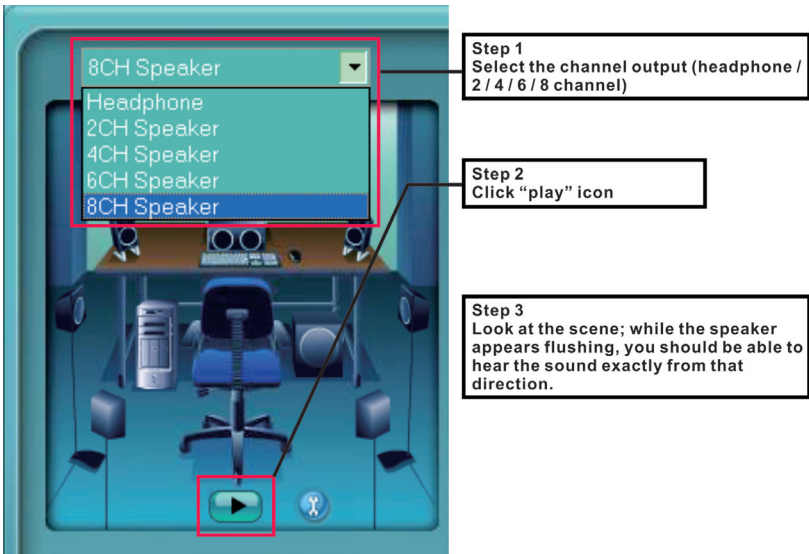 8CH Speaker
Headphone
2CH Speaker
4CH Speaker
6CH Speaker
8CH Speaker
Step 1
Select the channel output (headphone /
2 / 4 / 6 / 8 channel)
Step 2
Click “play” icon
Step 3
Look at the scene; while the speaker
appears flushing, you should be able to
hear the sound exactly from that
direction.